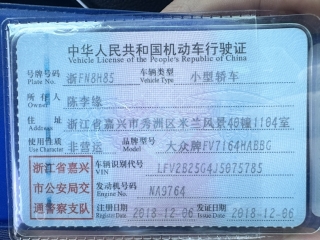 中华人民共和国机动车行驶证
Vehicle License of the People's Republic of China
号牌号码 Plate No. 浙FN8H85 车辆类型 Vehicle Type 小型轿车
所有人 Owner 陈李缘
住址 浙江省嘉兴市秀洲区米兰风景48幢1104室
使用性质 Use Character 非营运 品牌型号 Model 大众牌FV7164HABBG
浙江省嘉兴市公安局交通警察支队
车辆识别代号 VIN LFV2B25G4J5075785
发动机号码 Engine No. NA9764
注册日期 Register Date 2018-12-06 发证日期 Issue Date 2018-12-06